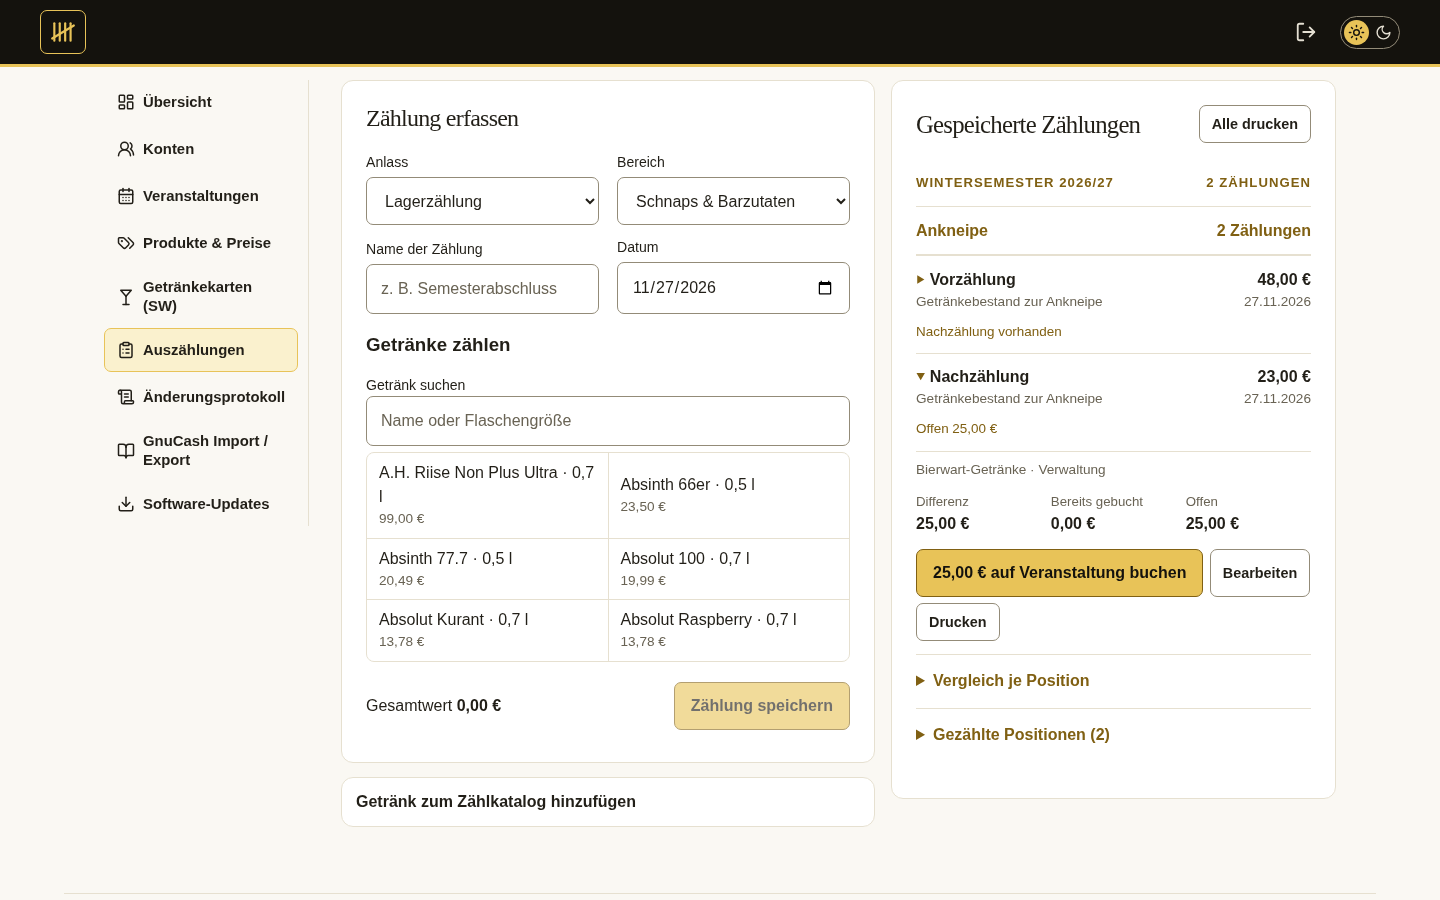 Übersicht
Konten
Veranstaltungen
Produkte & Preise
Getränkekarten
(SW)
Auszählungen
Änderungsprotokoll
GnuCash Import /
Export
Software-Updates
Zählung erfassen
Anlass
Bereich
Lagerzählung
Schnaps & Barzutaten
Name der Zählung
Datum
z. B. Semesterabschluss
11/27/2026
Getränke zählen
Getränk suchen
Name oder Flaschengröße
A.H. Riise Non Plus Ultra · 0,7
l
99,00 €
Absinth 66er · 0,5 l
23,50 €
Absinth 77.7 · 0,5 l
20,49 €
Absolut 100 · 0,7 l
19,99 €
Absolut Kurant · 0,7 l
13,78 €
Absolut Raspberry · 0,7 l
13,78 €
Gesamtwert 0,00 €
Zählung speichern
Getränk zum Zählkatalog hinzufügen
Gespeicherte Zählungen
Alle drucken
WINTERSEMESTER 2026/27
2 ZÄHLUNGEN
Ankneipe
2 Zählungen
Vorzählung
48,00 €
Getränkebestand zur Ankneipe
27.11.2026
Nachzählung vorhanden
Nachzählung
23,00 €
Getränkebestand zur Ankneipe
27.11.2026
Offen 25,00 €
Bierwart-Getränke · Verwaltung
Differenz
Bereits gebucht
Offen
25,00 €
0,00 €
25,00 €
25,00 € auf Veranstaltung buchen
Bearbeiten
Drucken
Vergleich je Position
Gezählte Positionen (2)